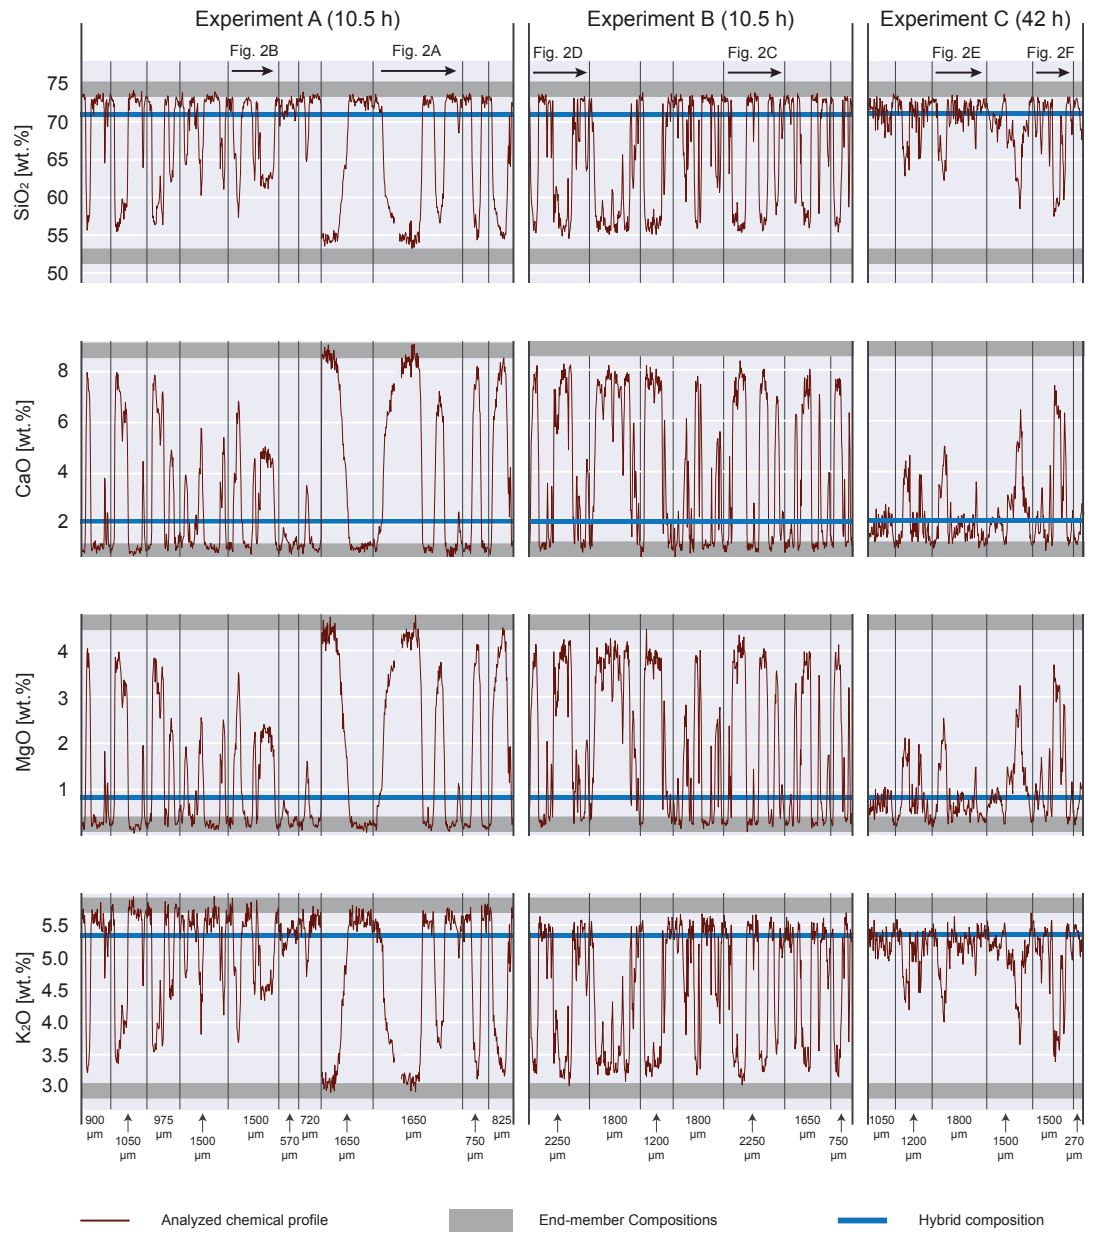 Experiment A (10.5 h) Experiment B (10.5 h) Experiment C (42 h)
Fig. 2B Fig. 2A Fig. 2D Fig. 2C Fig. 2E Fig. 2F
SiO₂ [wt.%]
75
70
65
60
55
50
CaO [wt.%]
8
6
4
2
MgO [wt.%]
4
3
2
1
K₂O [wt.%]
5.5
5.0
4.5
4.0
3.5
3.0
900 µm
1050 µm
975 µm
1500 µm
1500 µm
570 µm
720 µm
1650 µm
1650 µm
750 µm
825 µm
2250 µm
1800 µm
1200 µm
1800 µm
2250 µm
1650 µm
750 µm
1050 µm
1200 µm
1800 µm
1500 µm
1500 µm
270 µm
Analyzed chemical profile End-member Compositions Hybrid composition